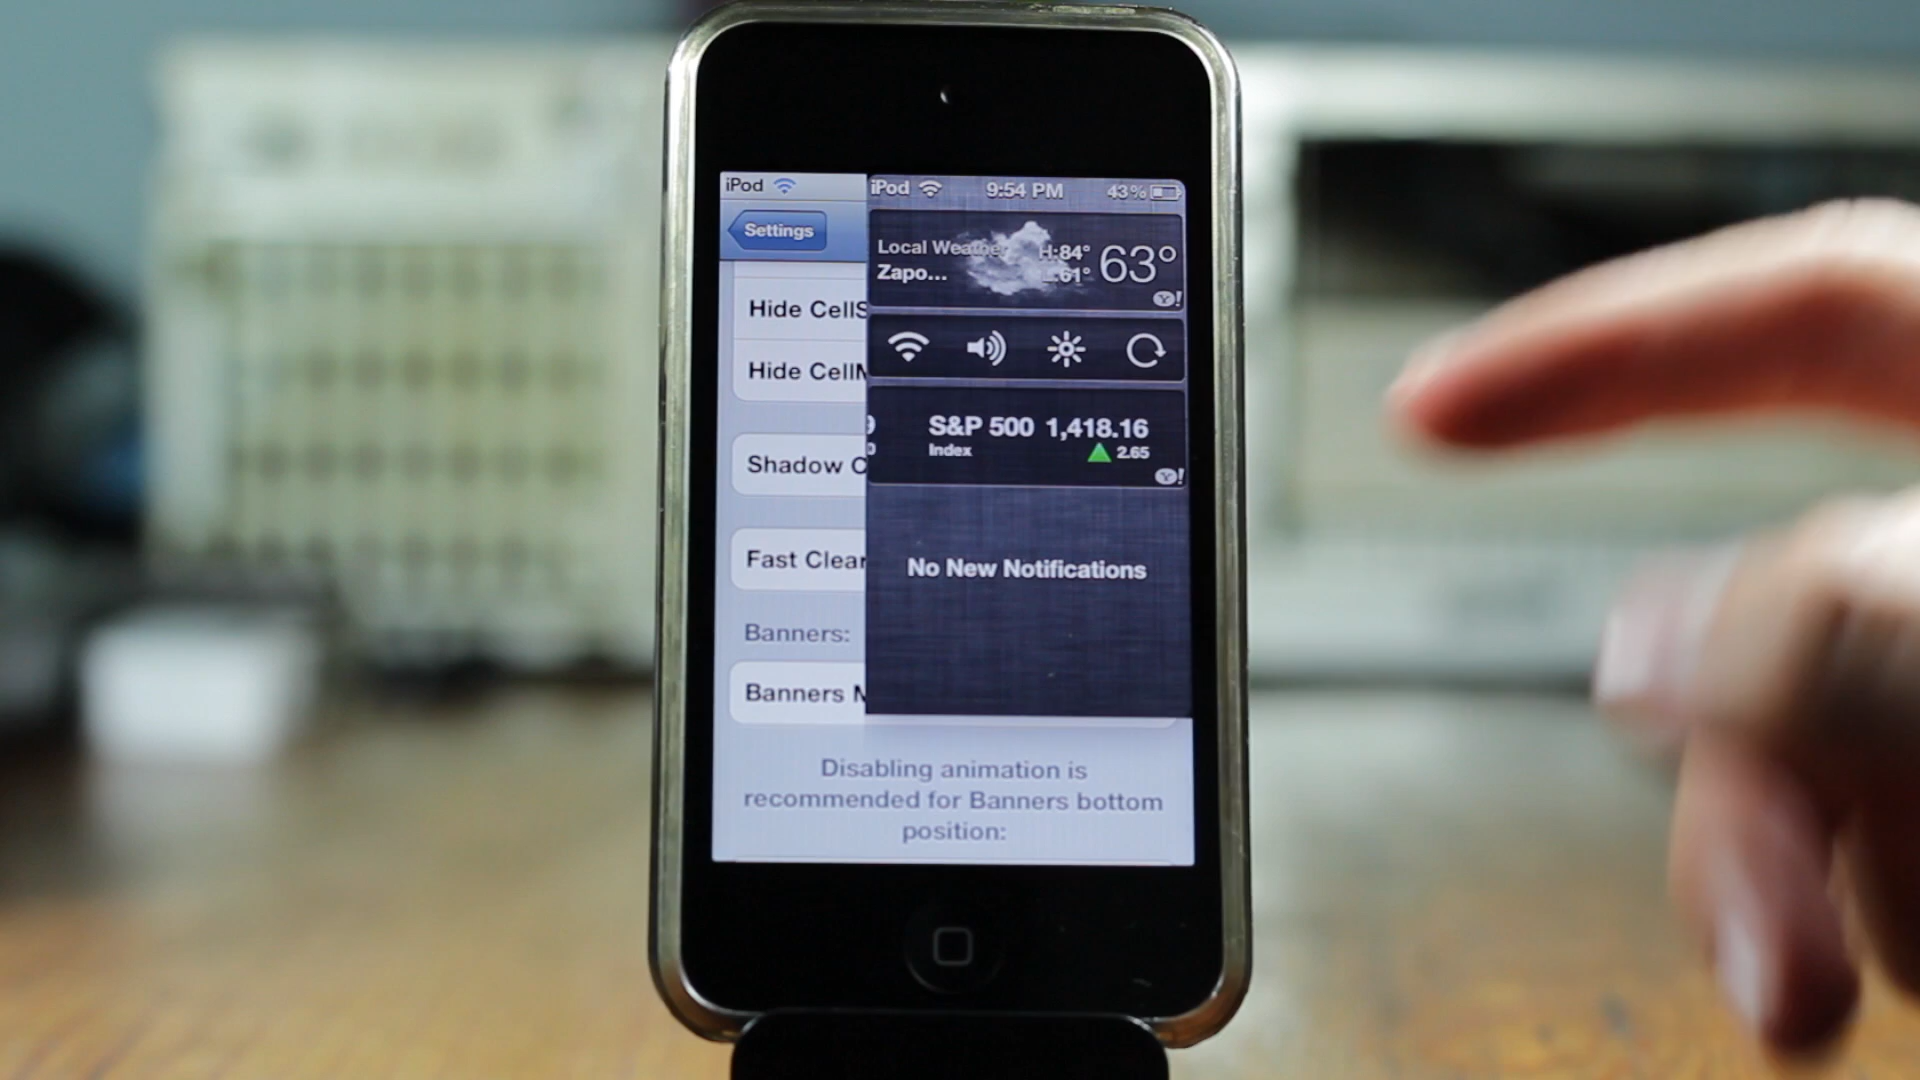 iPod
Settings
Hide CellS
Hide CellM
Shadow C
Fast Clear
Banners:
Banners M
Disabling animation is
recommended for Banners bottom
position:
iPod 9:54 PM 43%
Local Weather H:84° 63°
Zapo... L:61°
Y!
S&P 500 1,418.16
Index 2.65
Y!
No New Notifications